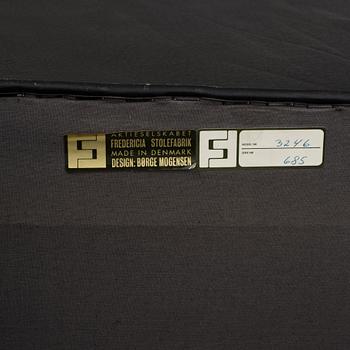 AKTIESELSKABET
FREDERICIA STOLEFABRIK
MADE IN DENMARK
DESIGN: BØRGE MOGENSEN
3246
685